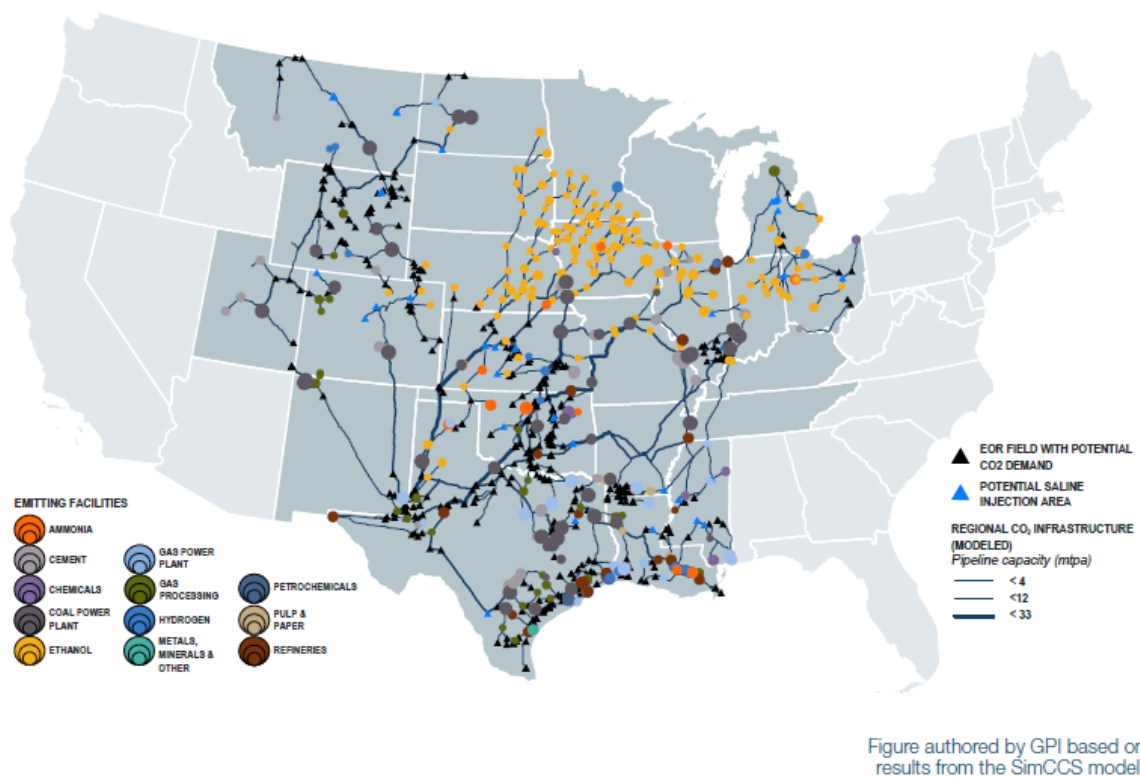 EMITTING FACILITIES
AMMONIA
CEMENT
CHEMICALS
COAL POWER
PLANT
ETHANOL
GAS POWER
PLANT
GAS
PROCESSING
HYDROGEN
METALS,
MINERALS &
OTHER
PETROCHEMICALS
PULP &
PAPER
REFINERIES
EOR FIELD WITH POTENTIAL
CO2 DEMAND
POTENTIAL SALINE
INJECTION AREA
REGIONAL CO₂ INFRASTRUCTURE
(MODELED)
Pipeline capacity (mtpa)
< 4
<12
< 33
Figure authored by GPI based on
results from the SimCCS model